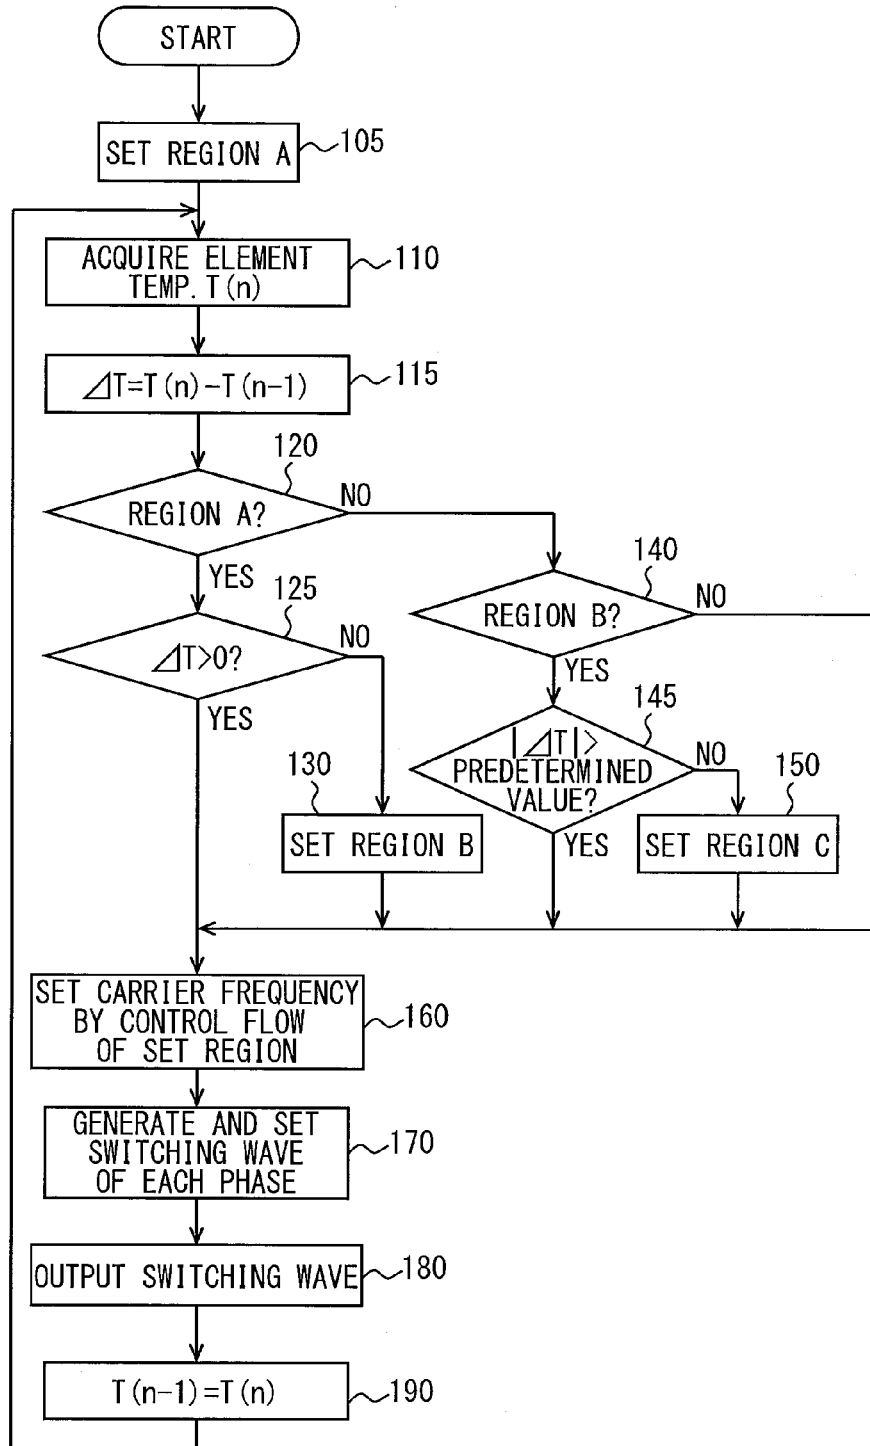 START
SET REGION A
105
ACQUIRE ELEMENT
TEMP. T(n)
110
⊿T=T(n)-T(n-1)
115
120
REGION A?
NO
YES
140
REGION B?
NO
YES
125
⊿T>0?
NO
YES
145
|⊿T|>
PREDETERMINED
VALUE?
NO
YES
130
SET REGION B
150
SET REGION C
SET CARRIER FREQUENCY
BY CONTROL FLOW
OF SET REGION
160
GENERATE AND SET
SWITCHING WAVE
OF EACH PHASE
170
OUTPUT SWITCHING WAVE
180
T(n-1)=T(n)
190